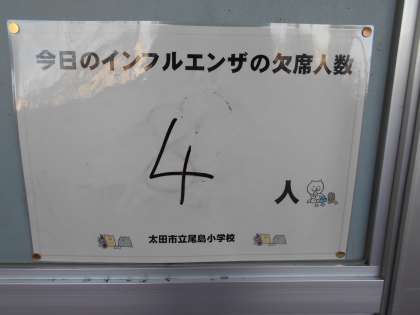 今日のインフルエンザの欠席人数
4
人
太田市立尾島小学校